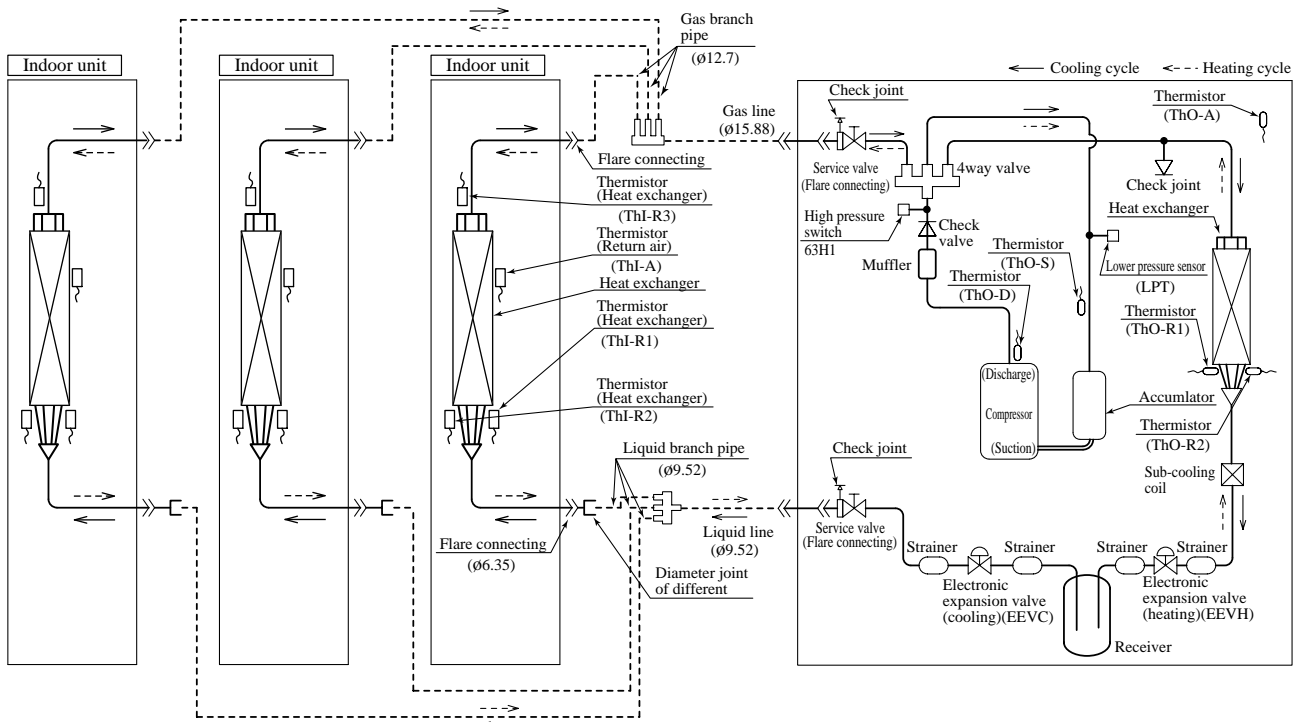 Indoor unit
Indoor unit
Indoor unit
Gas branch
pipe
(ø12.7)
Gas line
(ø15.88)
Flare connecting
Thermistor
(Heat exchanger)
(ThI-R3)
Thermistor
(Return air)
(ThI-A)
Heat exchanger
Thermistor
(Heat exchanger)
(ThI-R1)
Thermistor
(Heat exchanger)
(ThI-R2)
Liquid branch pipe
(ø9.52)
Liquid line
(ø9.52)
Flare connecting
(ø6.35)
Diameter joint
of different
Cooling cycle
Heating cycle
Check joint
Thermistor
(ThO-A)
Service valve
(Flare connecting)
4way valve
Check joint
High pressure
switch
63H1
Check
valve
Heat exchanger
Muffler
Thermistor
(ThO-S)
Lower pressure sensor
(LPT)
Thermistor
(ThO-D)
Thermistor
(ThO-R1)
(Discharge)
Compressor
(Suction)
Accumlator
Thermistor
(ThO-R2)
Check joint
Sub-cooling
coil
Service valve
(Flare connecting)
Strainer
Strainer
Strainer
Strainer
Electronic
expansion valve
(cooling)(EEVC)
Electronic
expansion valve
(heating)(EEVH)
Receiver